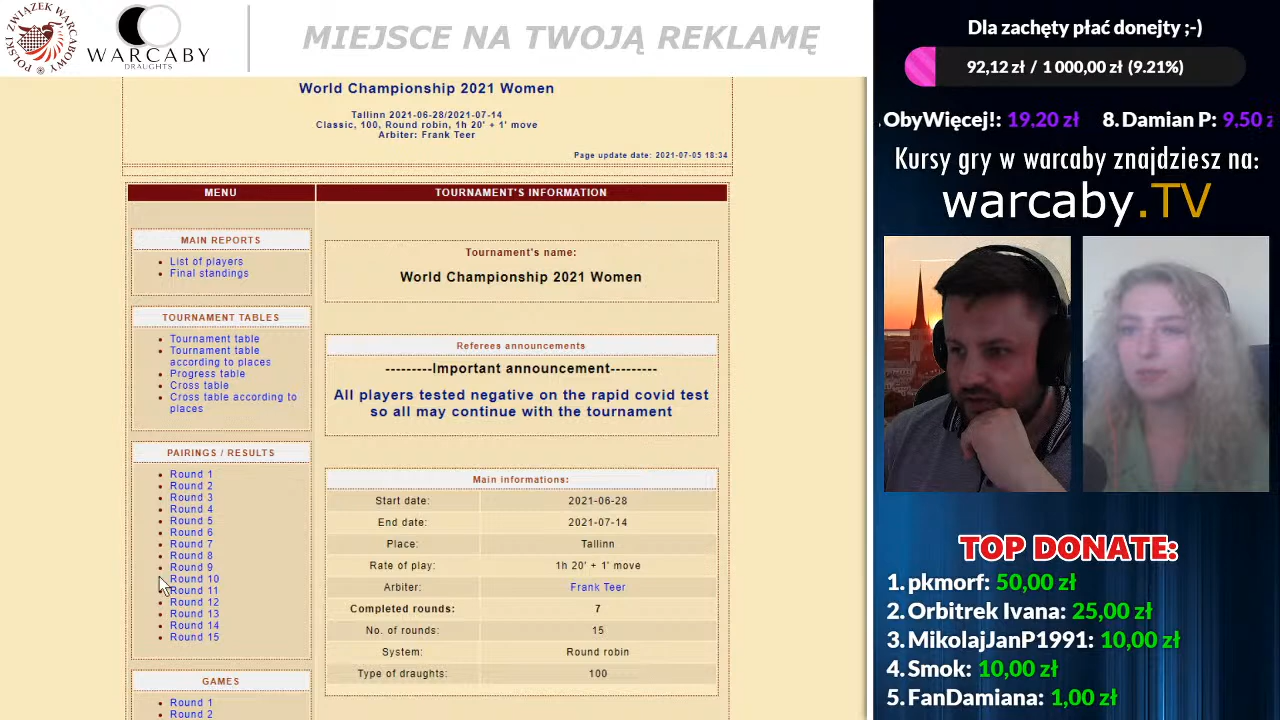 POLSKI ZWIĄZEK WARCABOWY
WARCABY
DRAUGHTS
MIEJSCE NA TWOJĄ REKLAMĘ
World Championship 2021 Women
Tallinn 2021-06-28/2021-07-14
Classic, 100, Round robin, 1h 20' + 1' move
Arbiter: Frank Teer
Page update date: 2021-07-05 18:34
MENU
MAIN REPORTS
List of players
Final standings
TOURNAMENT TABLES
Tournament table
Tournament table
according to places
Progress table
Cross table
Cross table according to
places
PAIRINGS / RESULTS
Round 1
Round 2
Round 3
Round 4
Round 5
Round 6
Round 7
Round 8
Round 9
Round 10
Round 11
Round 12
Round 13
Round 14
Round 15
GAMES
Round 1
Round 2
TOURNAMENT'S INFORMATION
Tournament's name:
World Championship 2021 Women
Referees announcements
---------Important announcement---------
All players tested negative on the rapid covid test
so all may continue with the tournament
Main informations:
Start date: 2021-06-28
End date: 2021-07-14
Place: Tallinn
Rate of play: 1h 20' + 1' move
Arbiter: Frank Teer
Completed rounds: 7
No. of rounds: 15
System: Round robin
Type of draughts: 100
Dla zachęty płać donejty ;-)
92,12 zł / 1 000,00 zł (9.21%)
.ObyWięcej!: 19,20 zł 8. Damian P: 9,50 z
Kursy gry w warcaby znajdziesz na:
warcaby.TV
TOP DONATE:
1. pkmorf: 50,00 zł
2. Orbitrek Ivana: 25,00 zł
3. MikolajJanP1991: 10,00 zł
4. Smok: 10,00 zł
5. FanDamiana: 1,00 zł